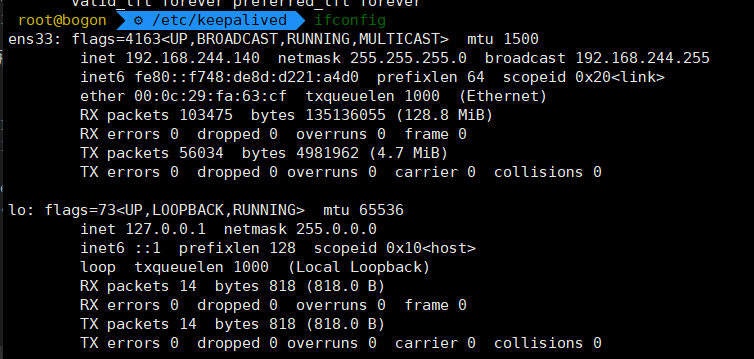 valid_lft forever preferred_lft forever
root@bogon ⚙ /etc/keepalived ifconfig
ens33: flags=4163<UP,BROADCAST,RUNNING,MULTICAST>  mtu 1500
inet 192.168.244.140  netmask 255.255.255.0  broadcast 192.168.244.255
inet6 fe80::f748:de8d:d221:a4d0  prefixlen 64  scopeid 0x20<link>
ether 00:0c:29:fa:63:cf  txqueuelen 1000  (Ethernet)
RX packets 103475  bytes 135136055 (128.8 MiB)
RX errors 0  dropped 0  overruns 0  frame 0
TX packets 56034  bytes 4981962 (4.7 MiB)
TX errors 0  dropped 0 overruns 0  carrier 0  collisions 0
lo: flags=73<UP,LOOPBACK,RUNNING>  mtu 65536
inet 127.0.0.1  netmask 255.0.0.0
inet6 ::1  prefixlen 128  scopeid 0x10<host>
loop  txqueuelen 1000  (Local Loopback)
RX packets 14  bytes 818 (818.0 B)
RX errors 0  dropped 0  overruns 0  frame 0
TX packets 14  bytes 818 (818.0 B)
TX errors 0  dropped 0 overruns 0  carrier 0  collisions 0